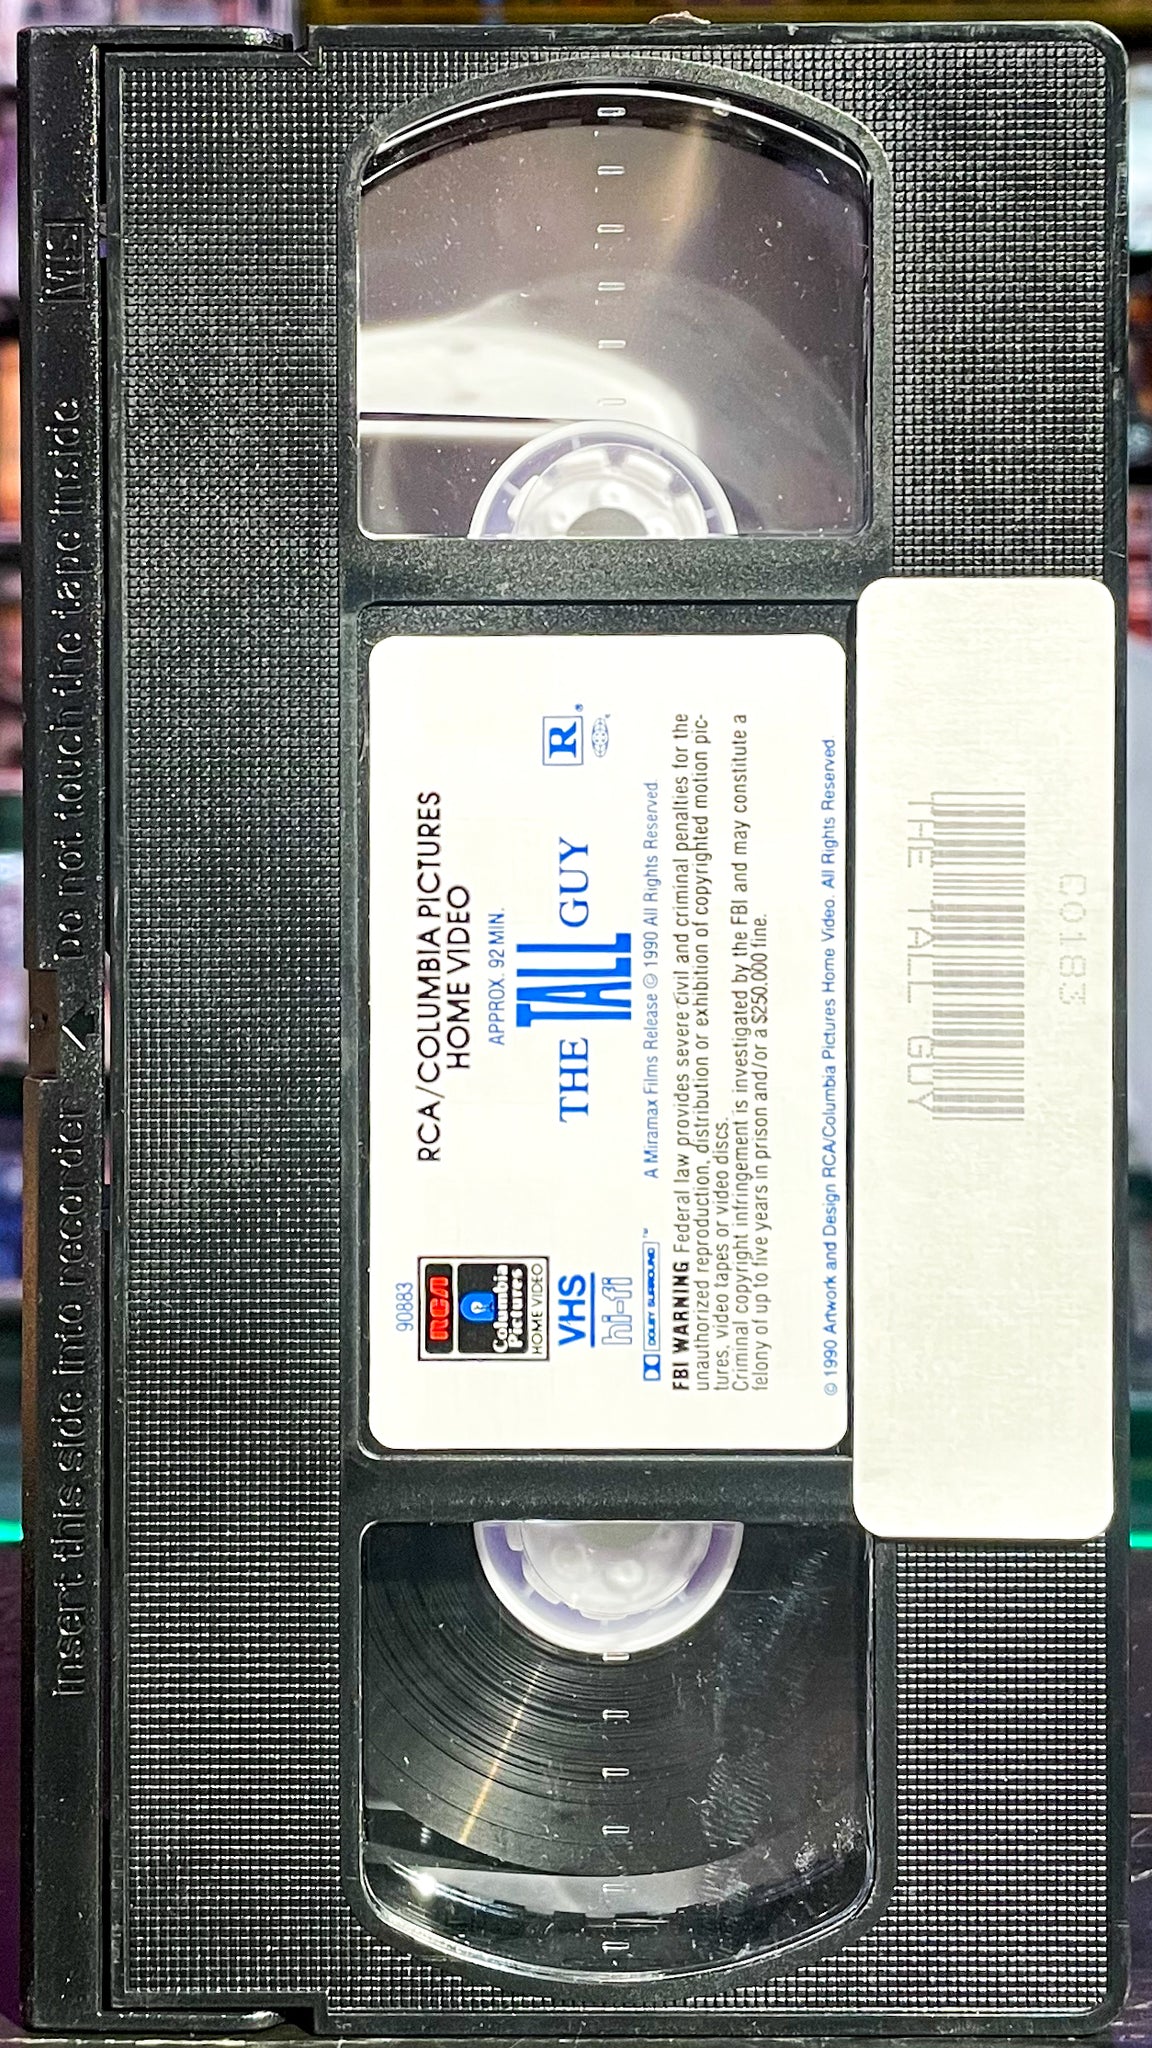 Insert this side into recorder
Do not touch the tape inside
90883
RCA
Columbia
Pictures
HOME VIDEO
RCA/COLUMBIA PICTURES
HOME VIDEO
APPROX. 92 MIN.
THE TALL GUY
R®
VHS
hi-fi
DOLBY SURROUND™
A Miramax Films Release © 1990 All Rights Reserved.
FBI WARNING Federal law provides severe civil and criminal penalties for the
unauthorized reproduction, distribution or exhibition of copyrighted motion pic-
tures, video tapes or video discs.
Criminal copyright infringement is investigated by the FBI and may constitute a
felony of up to five years in prison and/or a $250,000 fine.
© 1990 Artwork and Design RCA/Columbia Pictures Home Video. All Rights Reserved.
THE TALL GUY
00183